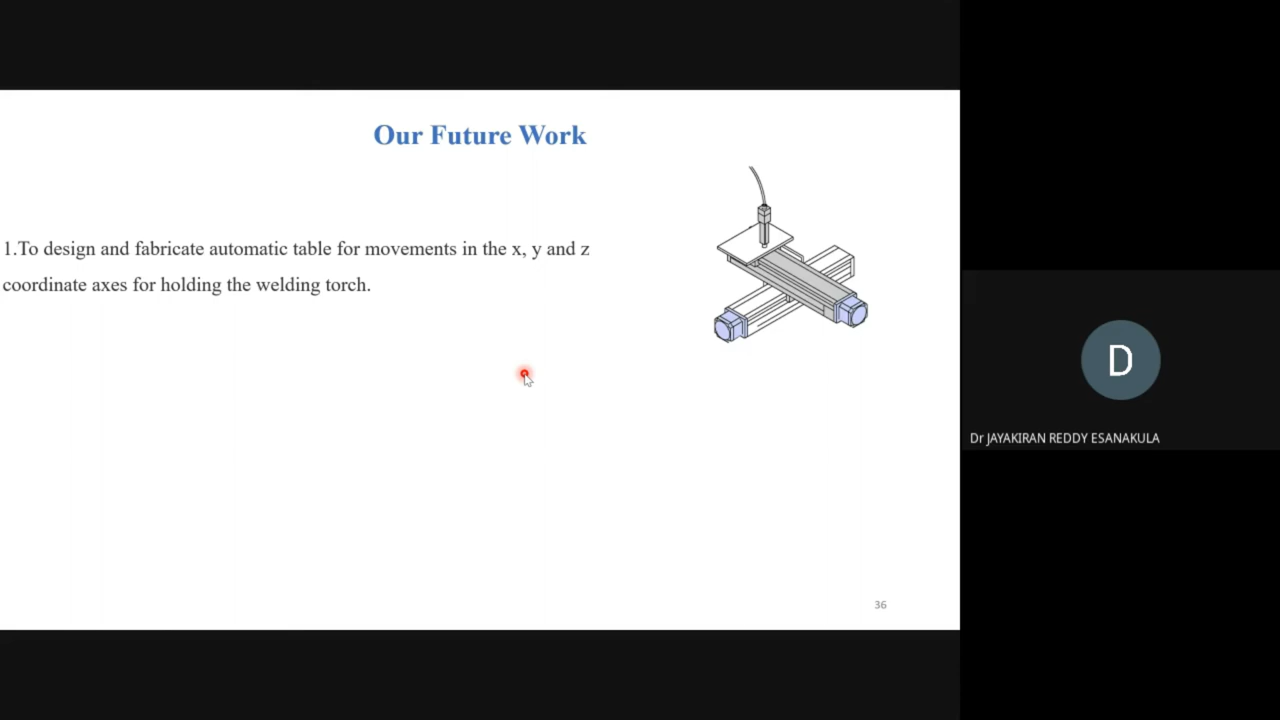 Our Future Work
1.To design and fabricate automatic table for movements in the x, y and z
coordinate axes for holding the welding torch.
36
D
Dr JAYAKIRAN REDDY ESANAKULA